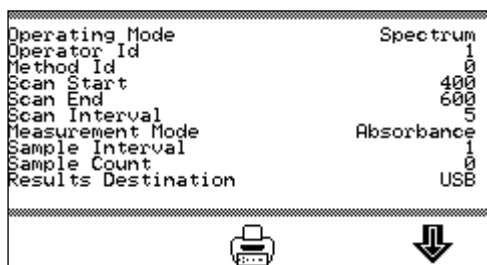 Operating Mode Spectrum
Operator Id 1
Method Id 0
Scan Start 400
Scan End 600
Scan Interval 5
Measurement Mode Absorbance
Sample Interval 1
Sample Count 0
Results Destination USB